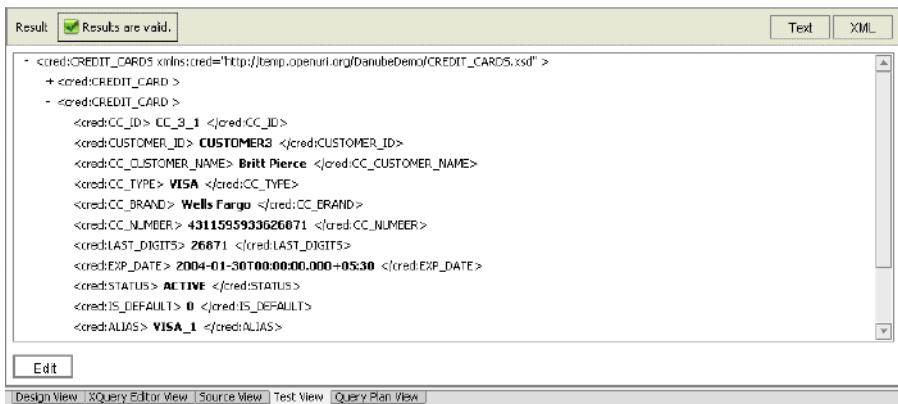 Result Results are valid. Text XML
- <cred:CREDIT_CARDS xmlns:cred="http://temp.openuri.org/DanubeDemo/CREDIT_CARDS.xsd" >
+ <cred:CREDIT_CARD >
- <cred:CREDIT_CARD >
<cred:CC_ID> CC_3_1 </cred:CC_ID>
<cred:CUSTOMER_ID> CUSTOMER3 </cred:CUSTOMER_ID>
<cred:CC_CUSTOMER_NAME> Britt Pierce </cred:CC_CUSTOMER_NAME>
<cred:CC_TYPE> VISA </cred:CC_TYPE>
<cred:CC_BRAND> Wells Fargo </cred:CC_BRAND>
<cred:CC_NUMBER> 4311595933626871 </cred:CC_NUMBER>
<cred:LAST_DIGITS> 26871 </cred:LAST_DIGITS>
<cred:EXP_DATE> 2004-01-30T00:00:00.000+05:30 </cred:EXP_DATE>
<cred:STATUS> ACTIVE </cred:STATUS>
<cred:IS_DEFAULT> 0 </cred:IS_DEFAULT>
<cred:ALIAS> VISA_1 </cred:ALIAS>
Edit
Design View XQuery Editor View Source View Test View Query Plan View